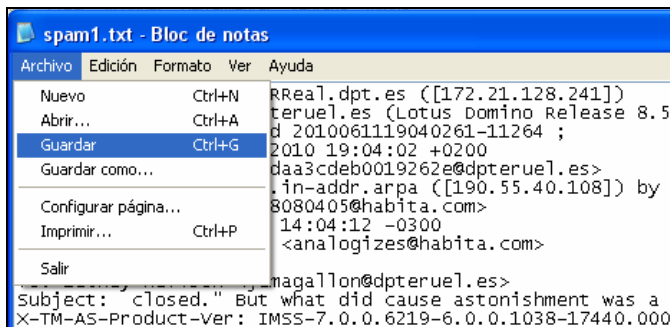 spam1.txt - Bloc de notas
Archivo Edición Formato Ver Ayuda
Nuevo Ctrl+N
Abrir... Ctrl+A
Guardar Ctrl+G
Guardar como...
Configurar página...
Imprimir... Ctrl+P
Salir
RReal.dpt.es ([172.21.128.241])
teruel.es (Lotus Domino Release 8.5
d 2010061119040261-11264 ;
2010 19:04:02 +0200
daa3cdeb0019262e@dpteruel.es>
.in-addr.arpa ([190.55.40.108]) by
8080405@habita.com>
14:04:12 -0300
<analogizes@habita.com>
magallon@dpteruel.es>
Subject: closed." But what did cause astonishment was a
X-TM-AS-Product-Ver: IMSS-7.0.0.6219-6.0.0.1038-17440.000